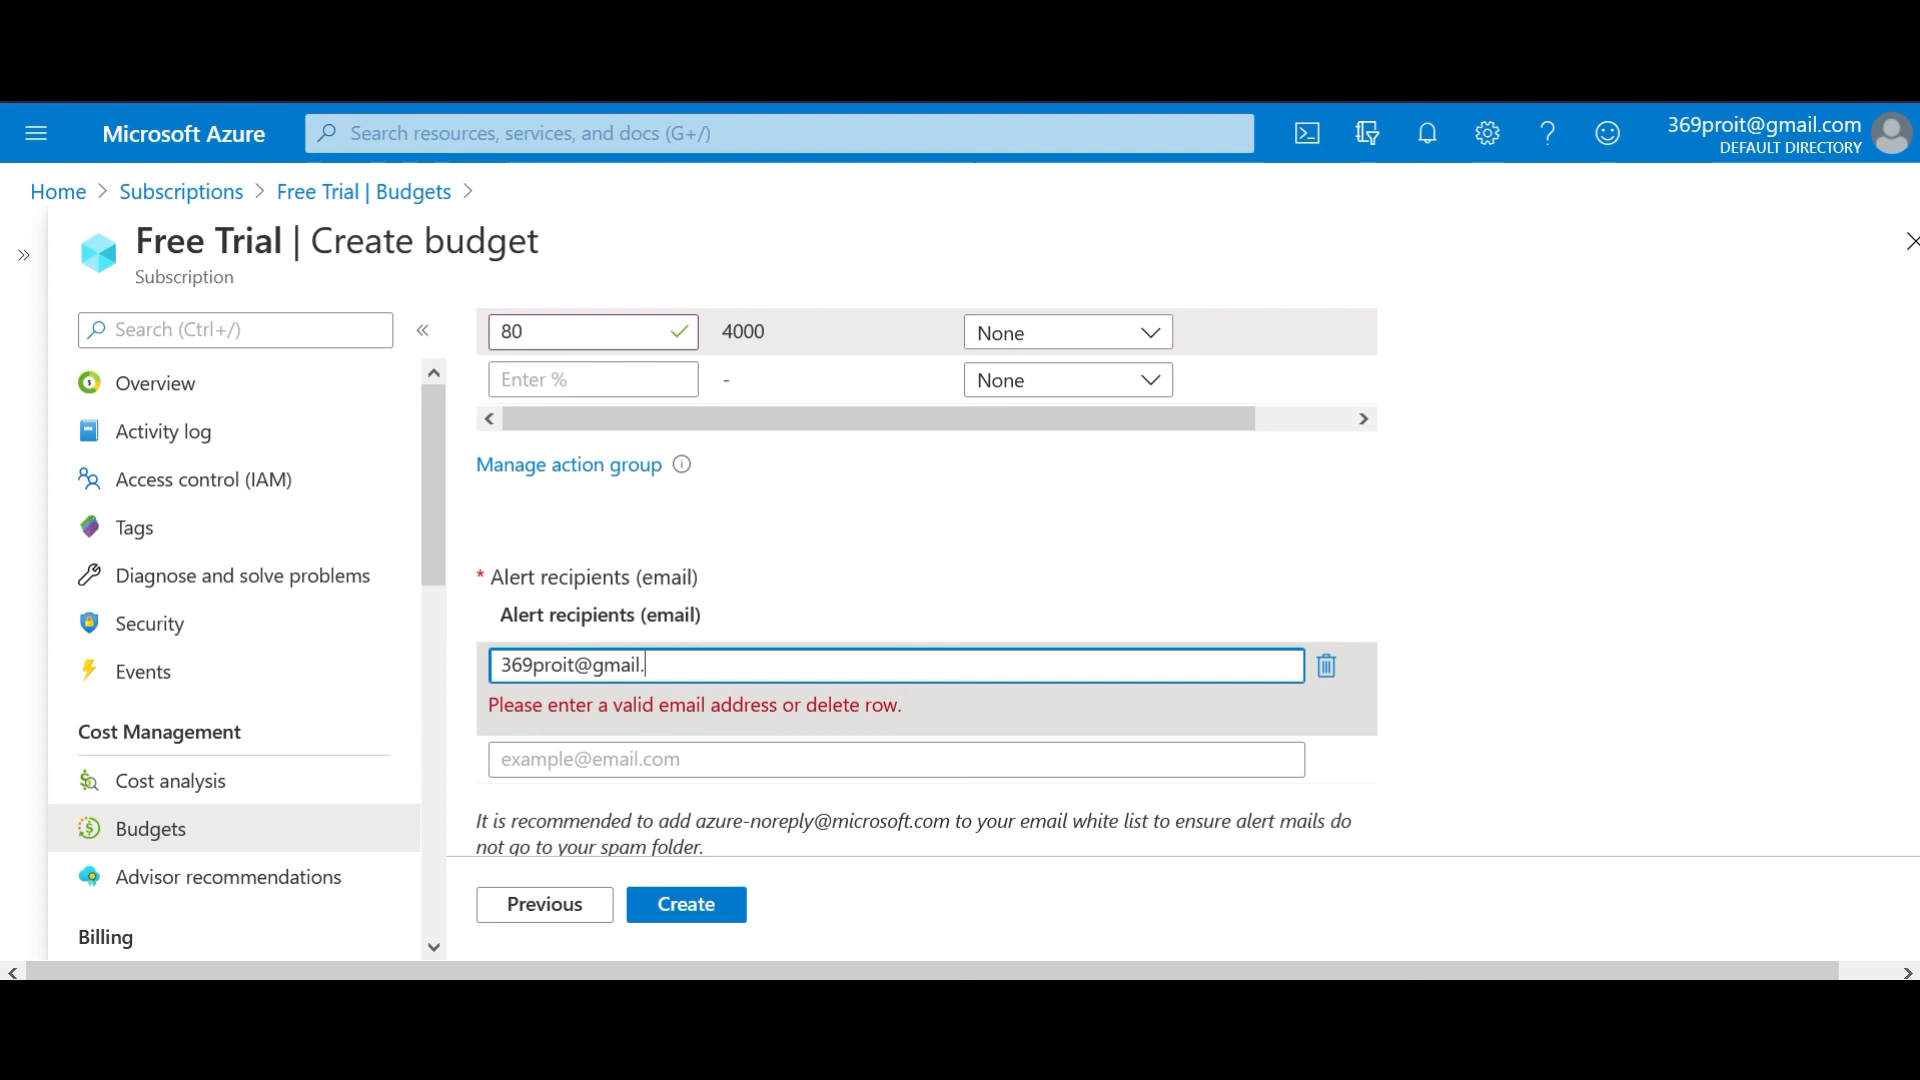 Microsoft Azure
Search resources, services, and docs (G+/)
369proit@gmail.com
DEFAULT DIRECTORY
Home > Subscriptions > Free Trial | Budgets >
Free Trial | Create budget
Subscription
Search (Ctrl+/)
Overview
Activity log
Access control (IAM)
Tags
Diagnose and solve problems
Security
Events
Cost Management
Cost analysis
Budgets
Advisor recommendations
Billing
80 4000 None
Enter % - None
Manage action group
* Alert recipients (email)
Alert recipients (email)
369proit@gmail.
Please enter a valid email address or delete row.
example@email.com
It is recommended to add azure-noreply@microsoft.com to your email white list to ensure alert mails do
not go to your spam folder.
Previous Create